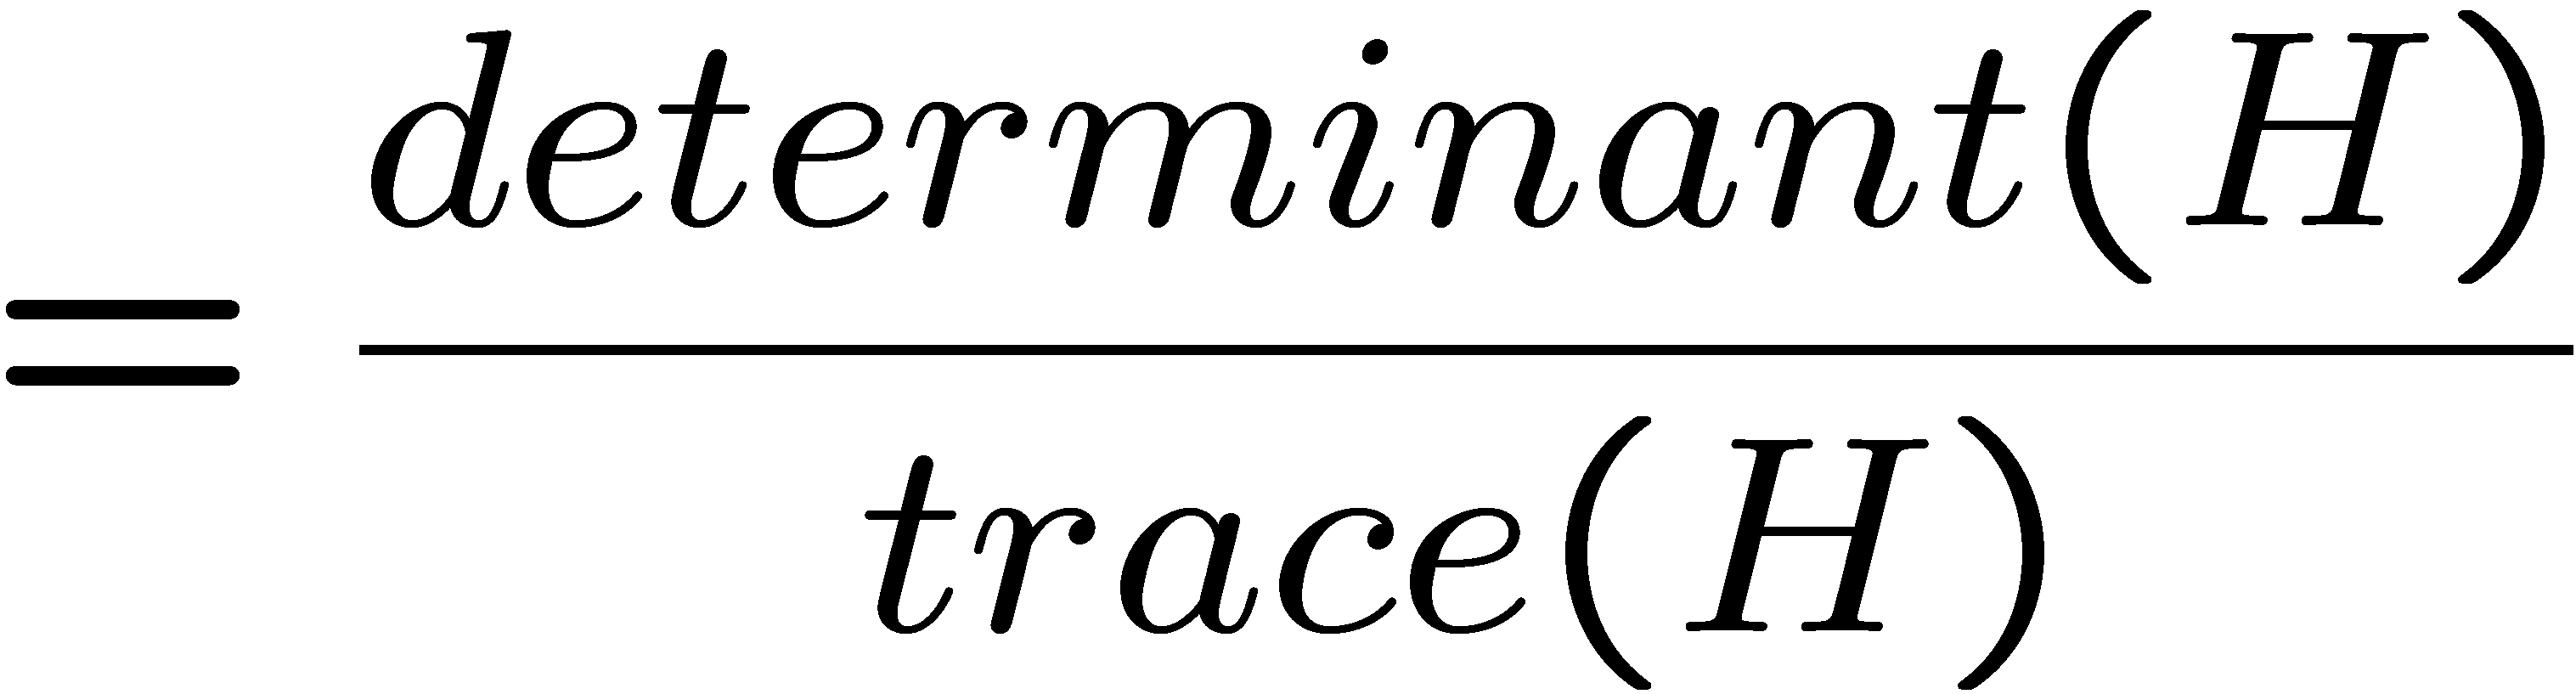 determinant(H)
=
trace(H)